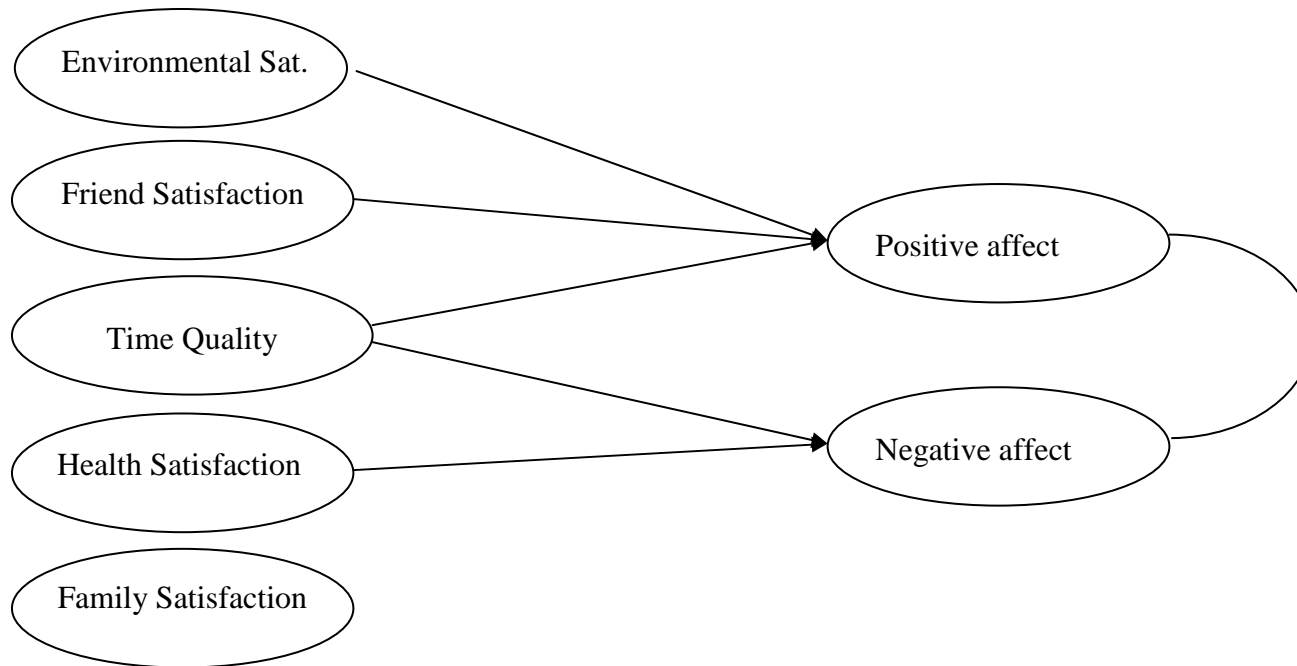 Environmental Sat.
Friend Satisfaction
Positive affect
Time Quality
Negative affect
Health Satisfaction
Family Satisfaction